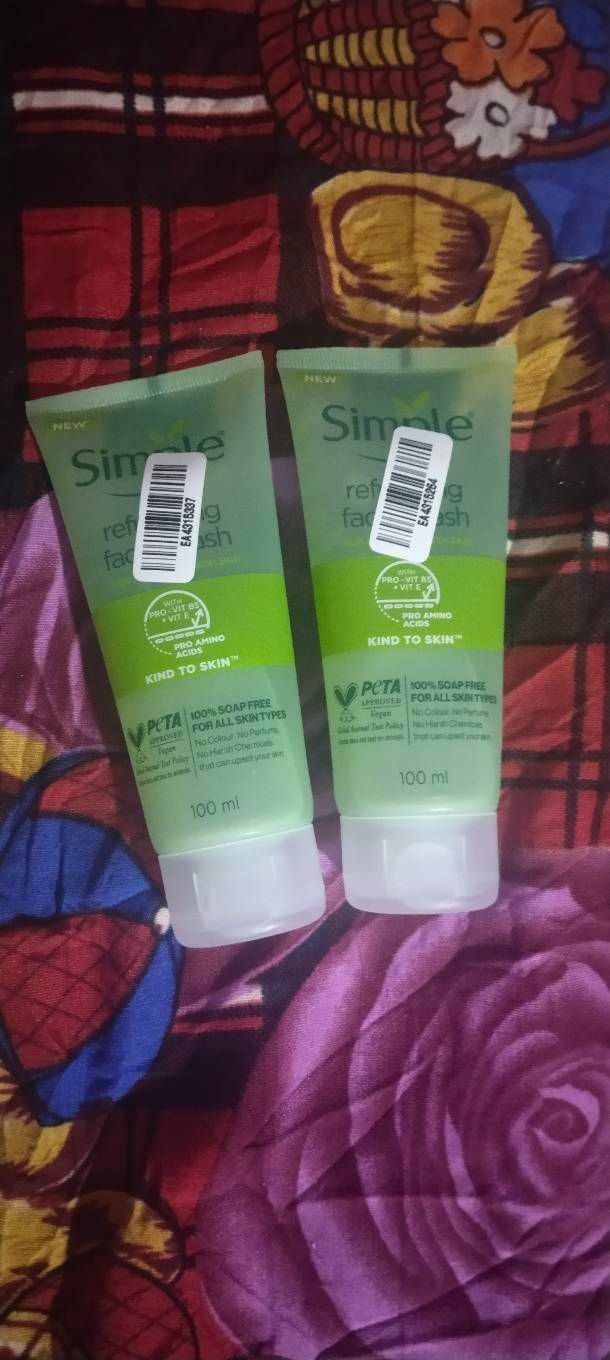 NEW
Simple
EA4315337
WITH
PRO-VIT B5
+ VIT E
PRO AMINO
ACIDS
KIND TO SKIN™
PETA
APPROVED
Vegan
100% SOAP FREE
FOR ALL SKIN TYPES
No Colour, No Perfume,
No Harsh Chemicals
that can upset your skin
100 ml
NEW
Simple
EA4315264
WITH
PRO-VIT B5
+ VIT E
PRO AMINO
ACIDS
KIND TO SKIN™
PETA
APPROVED
Vegan
Global Animal Test Policy
100% SOAP FREE
FOR ALL SKIN TYPES
No Colour, No Perfume,
No Harsh Chemicals
that can upset your skin
100 ml